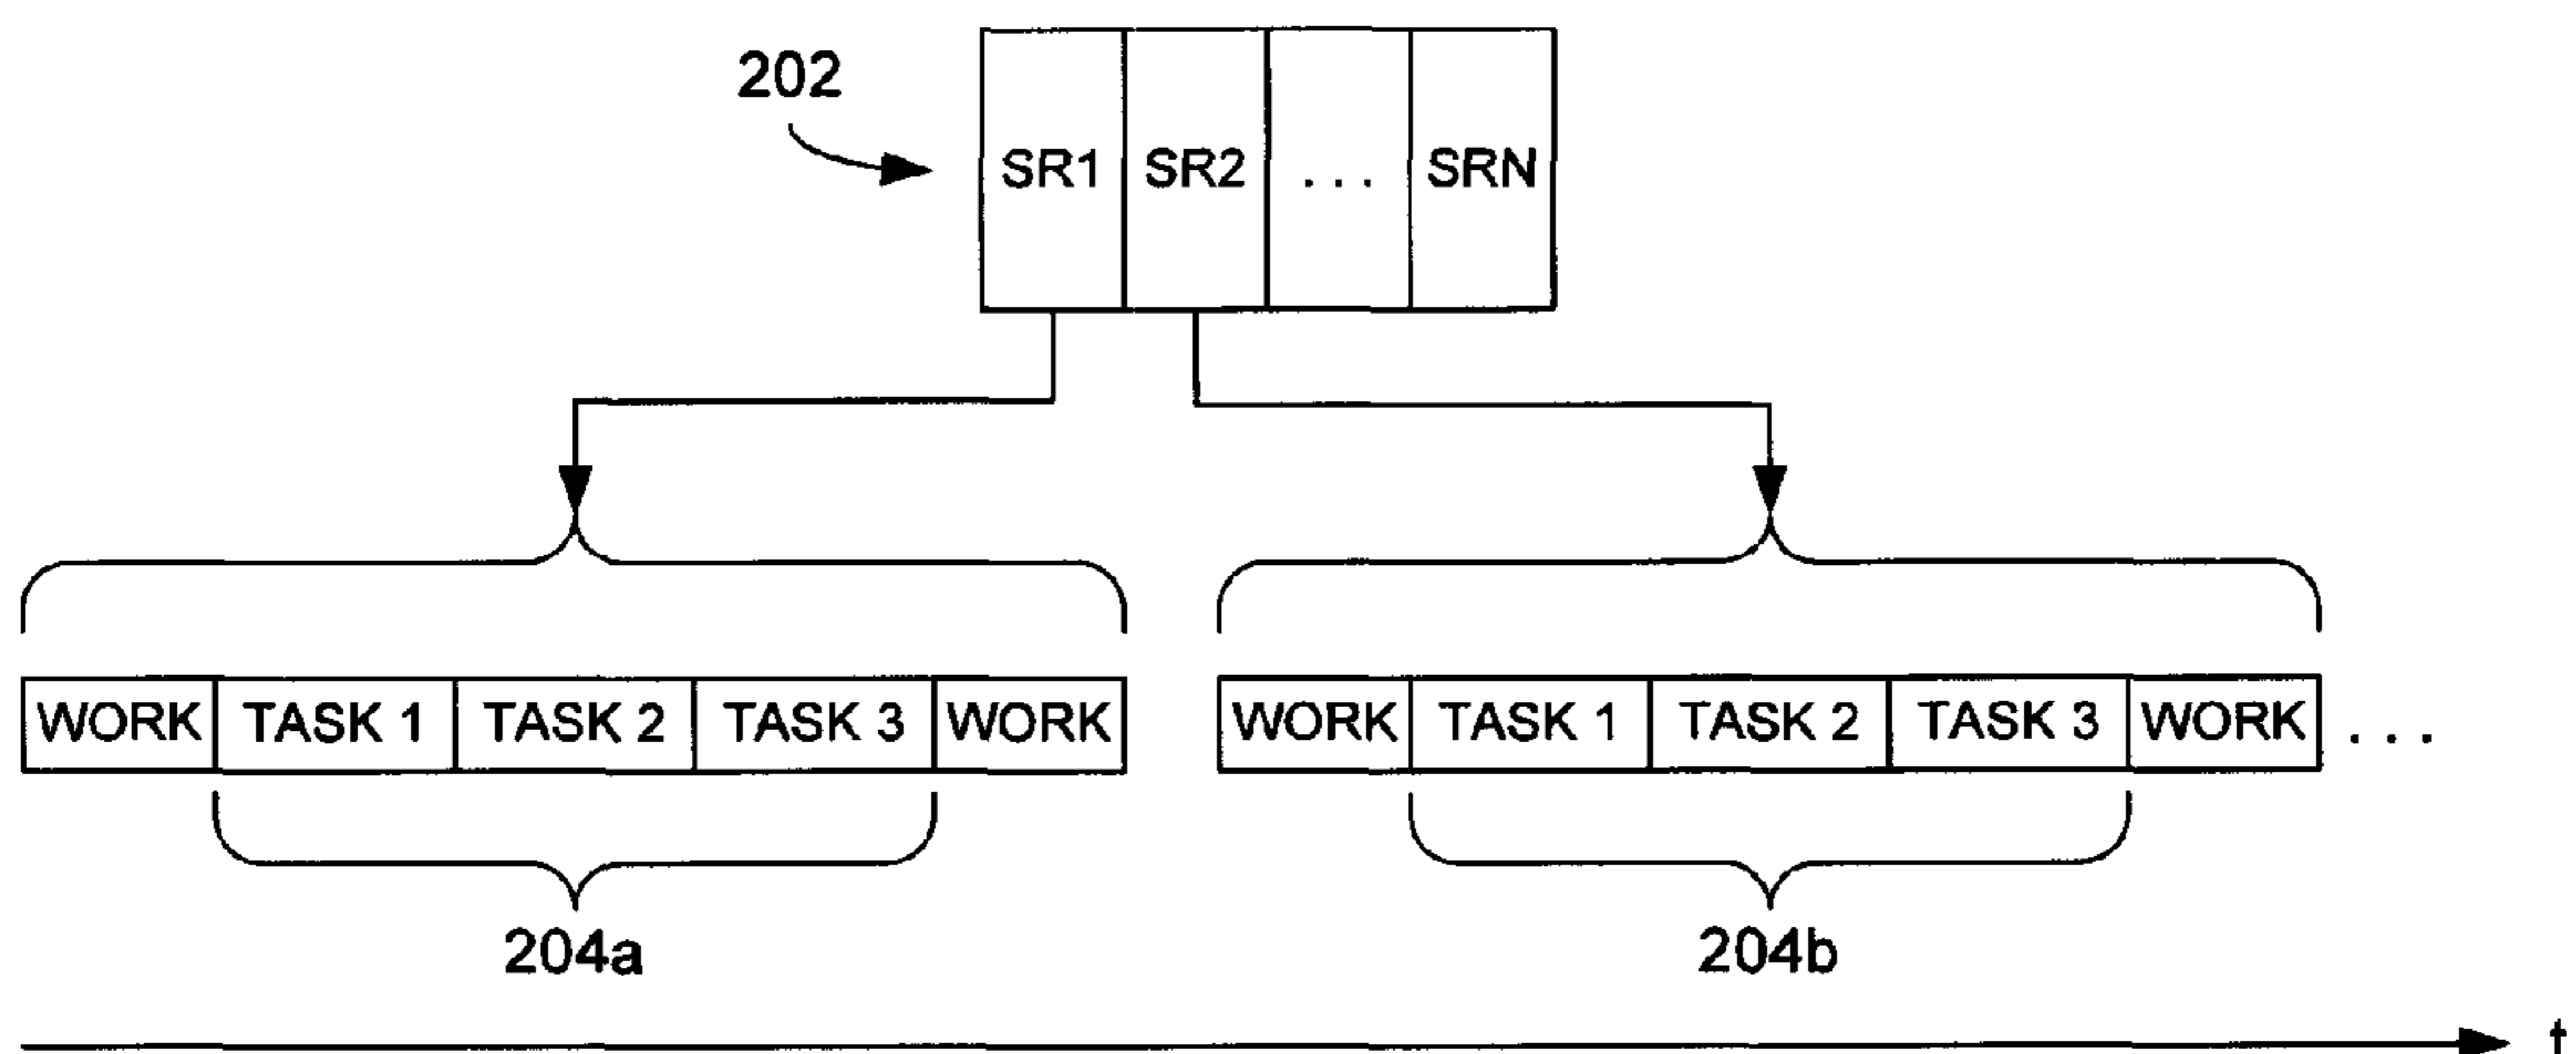 202
SR1 SR2 ... SRN
WORK TASK 1 TASK 2 TASK 3 WORK WORK TASK 1 TASK 2 TASK 3 WORK ...
204a 204b
t